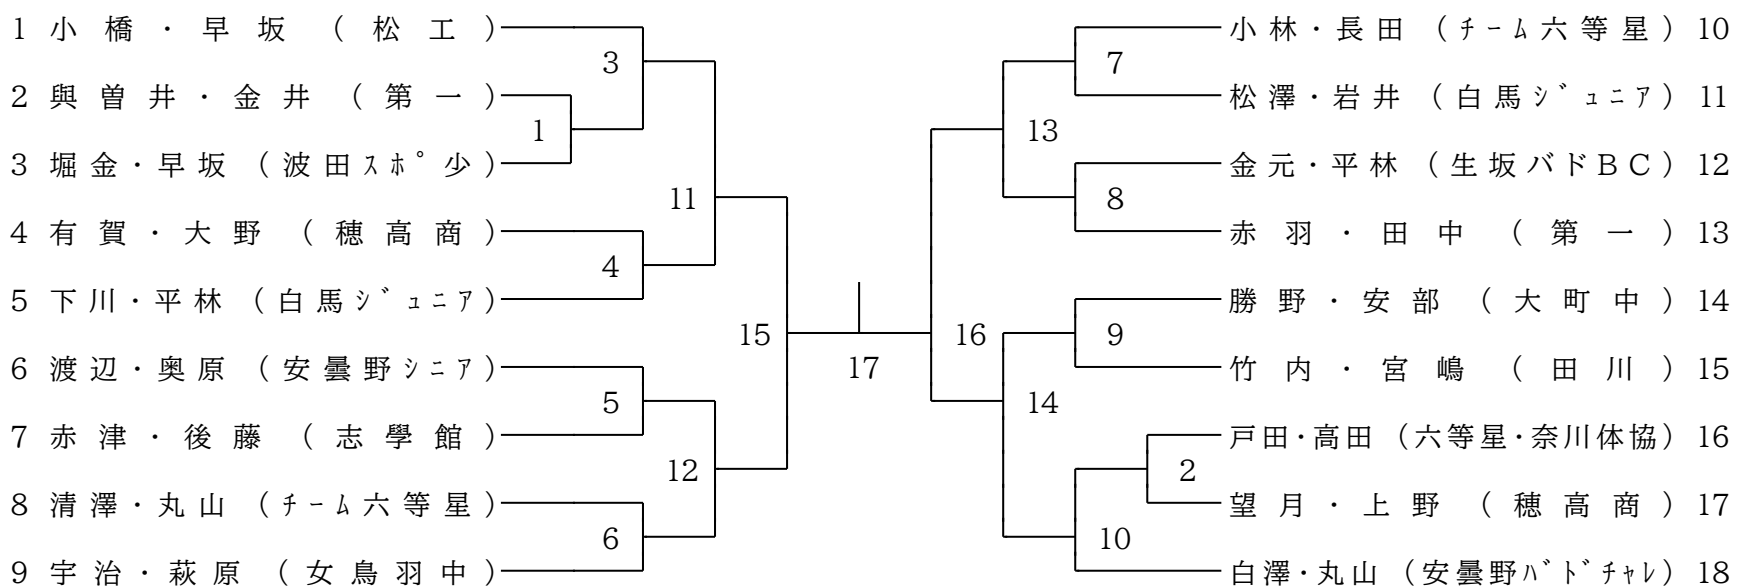 1 小橋・早坂（松工）
3
2 與曽井・金井（第一）
1
3 堀金・早坂（波田ｽﾎﾟ少）
11
4 有賀・大野（穂高商）
4
5 下川・平林（白馬ｼﾞｭﾆｱ）
15
6 渡辺・奥原（安曇野ｼﾆｱ）
5
7 赤津・後藤（志學館）
12
8 清澤・丸山（ﾁｰﾑ六等星）
6
9 宇治・萩原（女鳥羽中）
17
小林・長田（ﾁｰﾑ六等星）10
7
松澤・岩井（白馬ｼﾞｭﾆｱ）11
13
金元・平林（生坂バドＢＣ）12
8
赤羽・田中（第一）13
16
勝野・安部（大町中）14
9
竹内・宮嶋（田川）15
14
戸田・高田（六等星・奈川体協）16
2
望月・上野（穂高商）17
10
白澤・丸山（安曇野ﾊﾞﾄﾞﾁｬﾚ）18